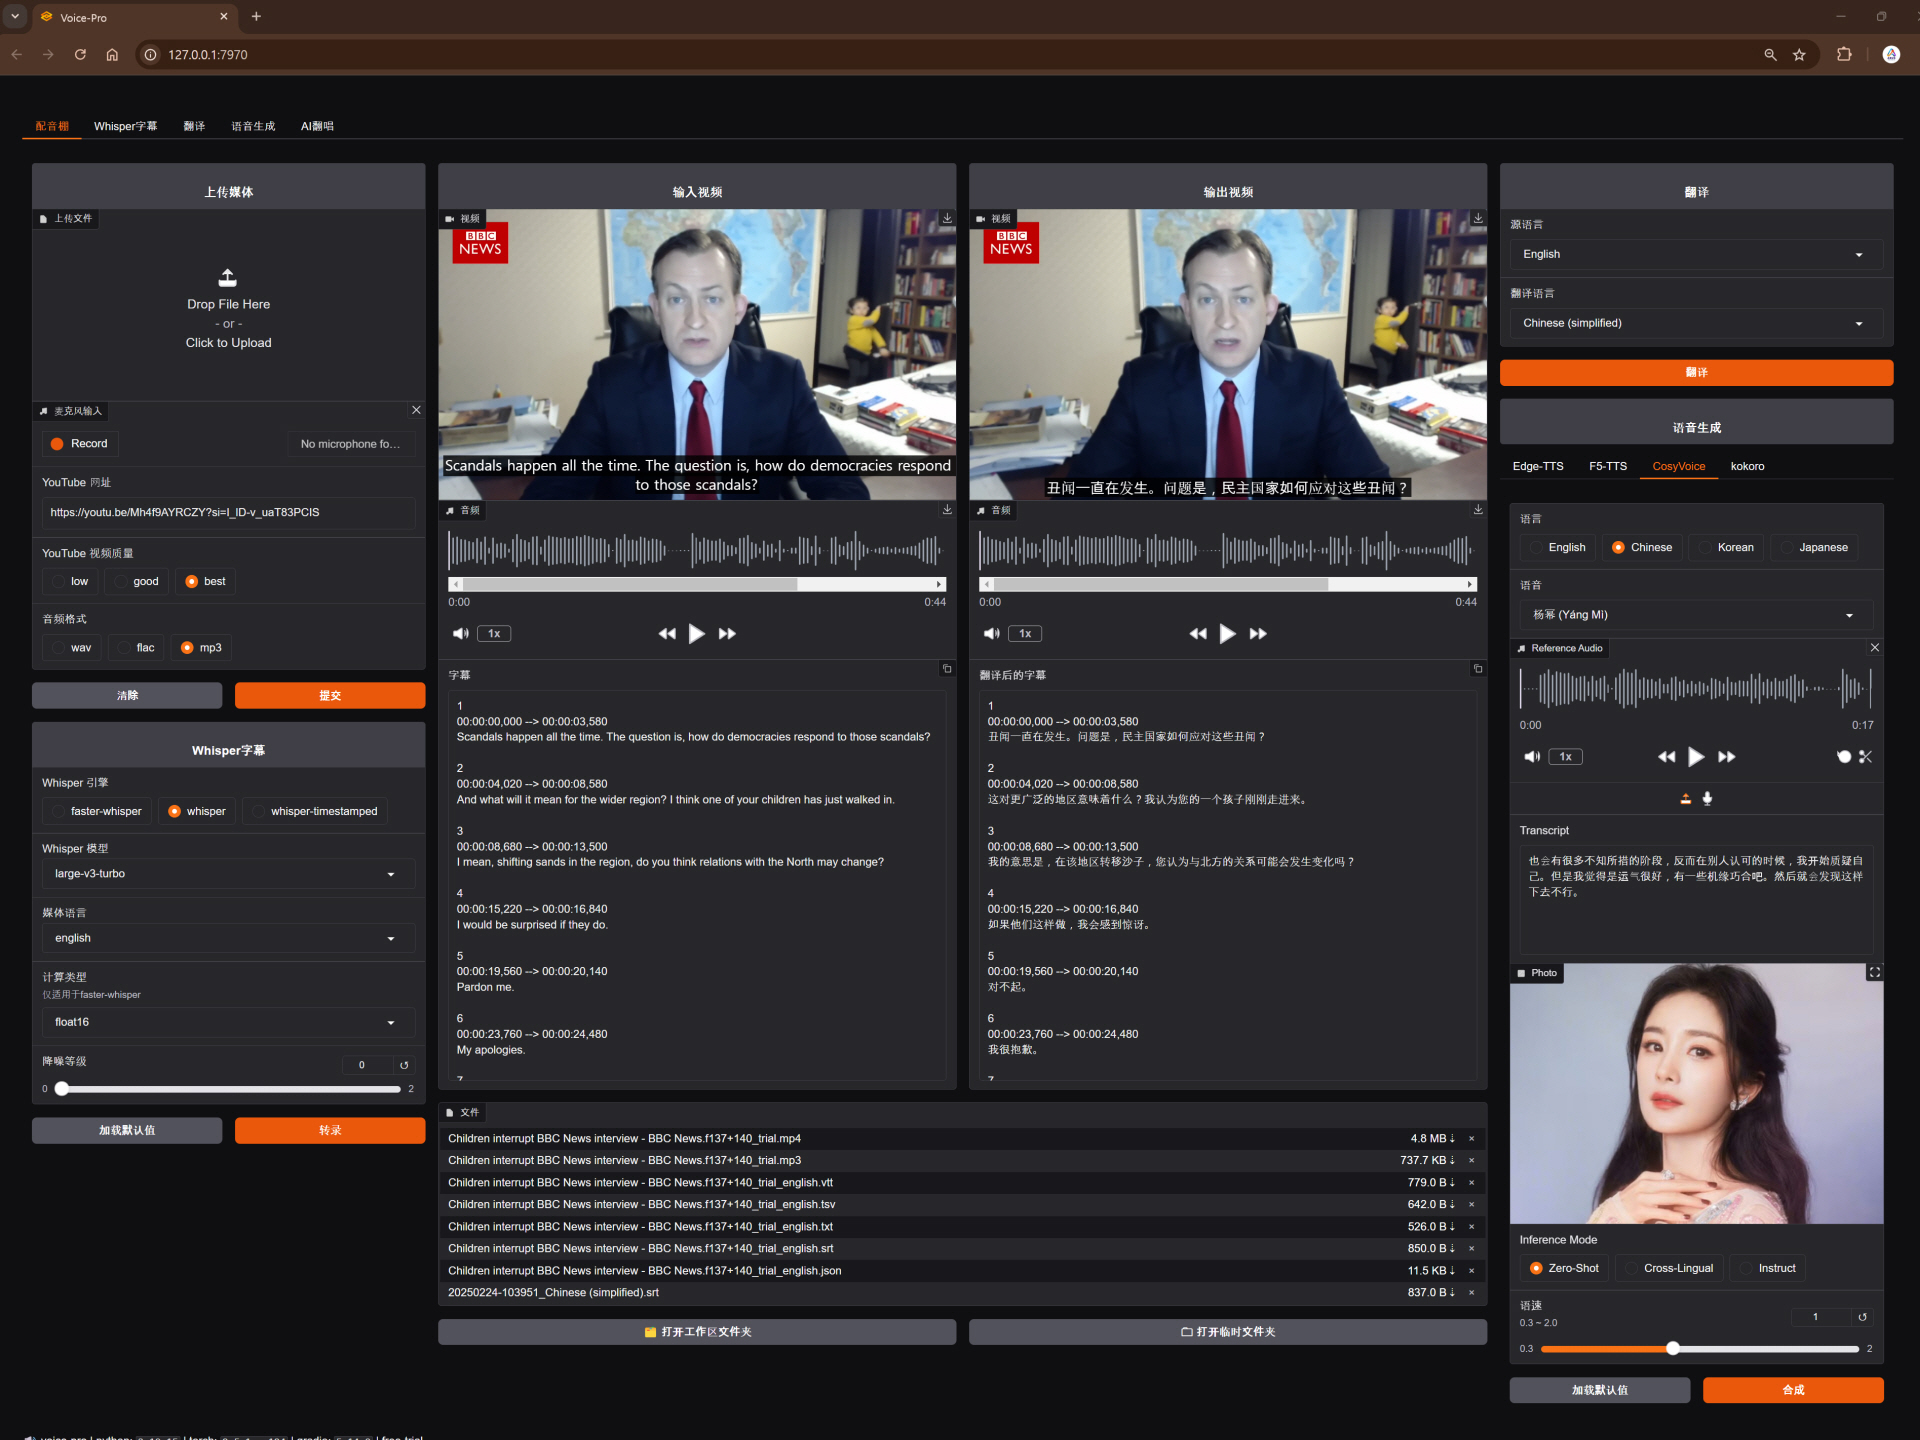 Voice-Pro
127.0.0.1:7970
配音棚
Whisper字幕
翻译
语音生成
AI翻唱
上传媒体
上传文件
Drop File Here
- or -
Click to Upload
麦克风输入
Record
No microphone fo...
YouTube 网址
https://youtu.be/Mh4f9AYRCZY?si=I_ID-v_uaT83PCIS
YouTube 视频质量
low
good
best
音频格式
wav
flac
mp3
清除
提交
Whisper字幕
Whisper 引擎
faster-whisper
whisper
whisper-timestamped
Whisper 模型
large-v3-turbo
媒体语言
english
计算类型
仅适用于faster-whisper
float16
降噪等级
0
0
2
加载默认值
转录
输入视频
视频
BBC
NEWS
Scandals happen all the time. The question is, how do democracies respond
to those scandals?
音频
0:00
0:44
1x
字幕
1
00:00:00,000 --> 00:00:03,580
Scandals happen all the time. The question is, how do democracies respond to those scandals?
2
00:00:04,020 --> 00:00:08,580
And what will it mean for the wider region? I think one of your children has just walked in.
3
00:00:08,680 --> 00:00:13,500
I mean, shifting sands in the region, do you think relations with the North may change?
4
00:00:15,220 --> 00:00:16,840
I would be surprised if they do.
5
00:00:19,560 --> 00:00:20,140
Pardon me.
6
00:00:23,760 --> 00:00:24,480
My apologies.
7
输出视频
视频
BBC
NEWS
丑闻一直在发生。问题是，民主国家如何应对这些丑闻？
音频
0:00
0:44
1x
翻译后的字幕
1
00:00:00,000 --> 00:00:03,580
丑闻一直在发生。问题是，民主国家如何应对这些丑闻？
2
00:00:04,020 --> 00:00:08,580
这对更广泛的地区意味着什么？我认为您的一个孩子刚刚走进来。
3
00:00:08,680 --> 00:00:13,500
我的意思是，在该地区转移沙子，您认为与北方的关系可能会发生变化吗？
4
00:00:15,220 --> 00:00:16,840
如果他们这样做，我会感到惊讶。
5
00:00:19,560 --> 00:00:20,140
对不起。
6
00:00:23,760 --> 00:00:24,480
我很抱歉。
7
文件
Children interrupt BBC News interview - BBC News.f137+140_trial.mp4 4.8 MB
Children interrupt BBC News interview - BBC News.f137+140_trial.mp3 737.7 KB
Children interrupt BBC News interview - BBC News.f137+140_trial_english.vtt 779.0 B
Children interrupt BBC News interview - BBC News.f137+140_trial_english.tsv 642.0 B
Children interrupt BBC News interview - BBC News.f137+140_trial_english.txt 526.0 B
Children interrupt BBC News interview - BBC News.f137+140_trial_english.srt 850.0 B
Children interrupt BBC News interview - BBC News.f137+140_trial_english.json 11.5 KB
20250224-103951_Chinese (simplified).srt 837.0 B
打开工作区文件夹
打开临时文件夹
翻译
源语言
English
翻译语言
Chinese (simplified)
翻译
语音生成
Edge-TTS
F5-TTS
CosyVoice
kokoro
语言
English
Chinese
Korean
Japanese
语音
杨幂 (Yáng Mì)
Reference Audio
0:00
0:17
1x
Transcript
也会有很多不知所措的阶段，反而在别人认可的时候，我开始质疑自
己。但是我觉得是运气很好，有一些机缘巧合吧。然后就会发现这样
下去不行。
Photo
Inference Mode
Zero-Shot
Cross-Lingual
Instruct
语速
0.3 ~ 2.0
1
0.3
2
加载默认值
合成